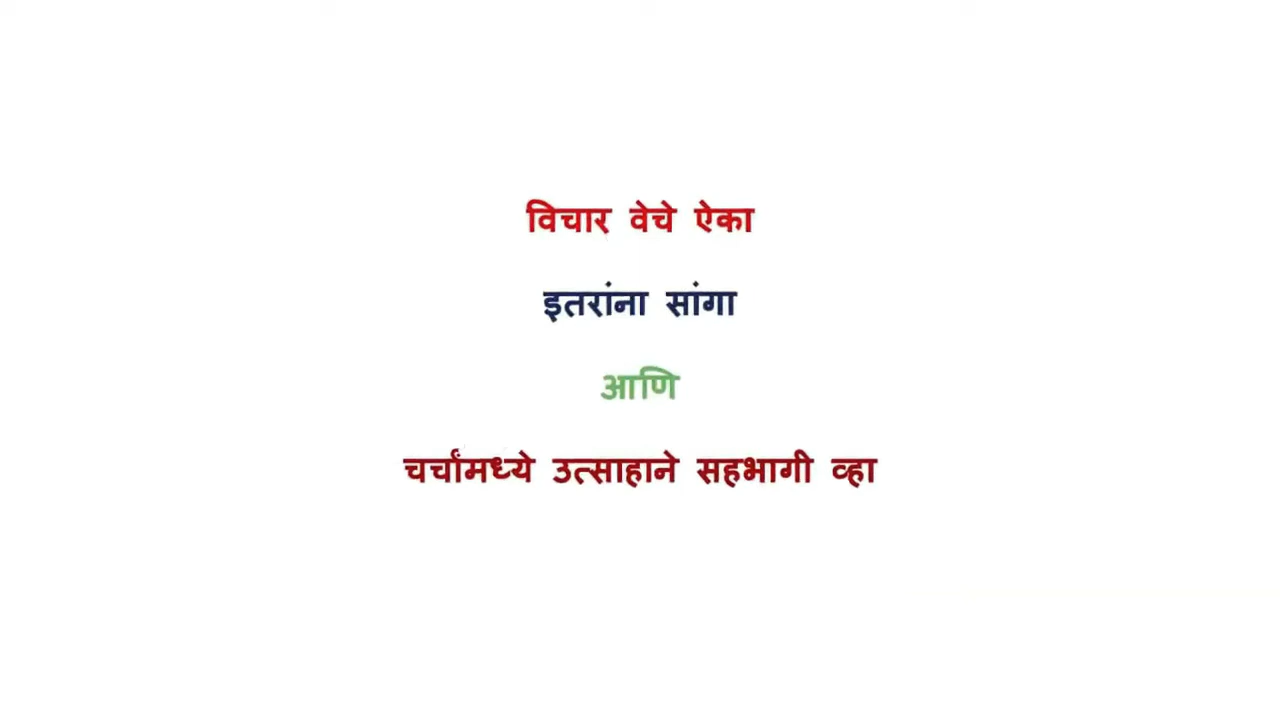 विचार वेचे ऐका
इतरांना सांगा
आणि
चर्चांमध्ये उत्साहाने सहभागी व्हा